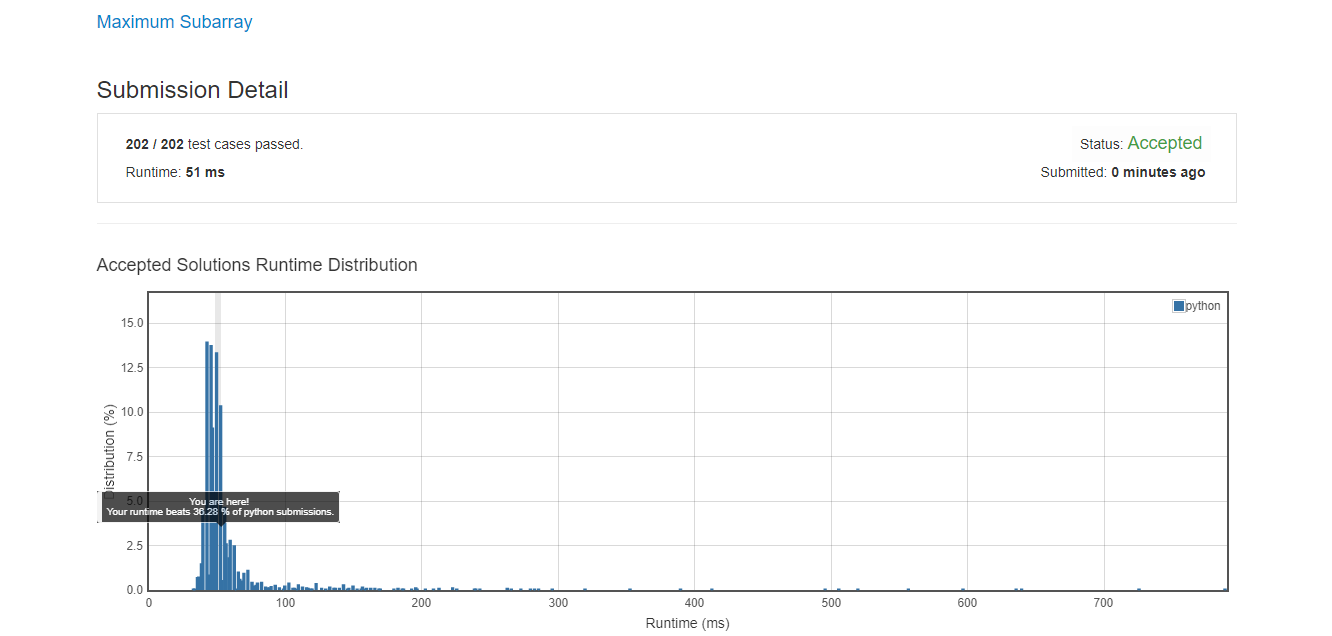 Maximum Subarray
Submission Detail
202 / 202 test cases passed.
Status: Accepted
Runtime: 51 ms
Submitted: 0 minutes ago
Accepted Solutions Runtime Distribution
python
15.0
12.5
10.0
7.5
5.0
2.5
0.0
Distribution (%)
You are here!
Your runtime beats 36.28 % of python submissions.
0 100 200 300 400 500 600 700
Runtime (ms)